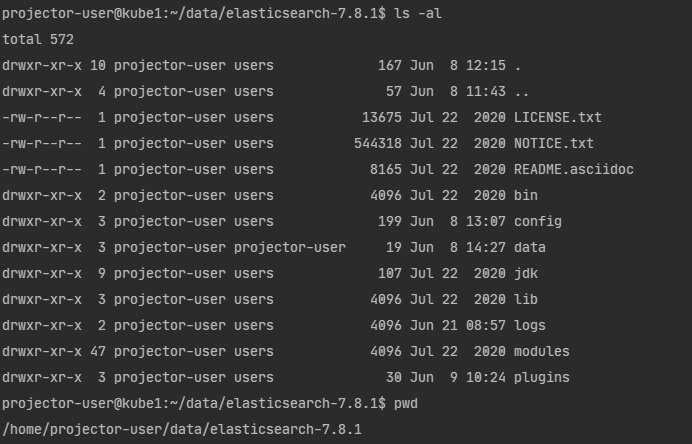 projector-user@kube1:~/data/elasticsearch-7.8.1$ ls -al
total 572
drwxr-xr-x 10 projector-user users             167 Jun  8 12:15 .
drwxr-xr-x  4 projector-user users              57 Jun  8 11:43 ..
-rw-r--r--  1 projector-user users           13675 Jul 22  2020 LICENSE.txt
-rw-r--r--  1 projector-user users          544318 Jul 22  2020 NOTICE.txt
-rw-r--r--  1 projector-user users            8165 Jul 22  2020 README.asciidoc
drwxr-xr-x  2 projector-user users            4096 Jul 22  2020 bin
drwxr-xr-x  3 projector-user users             199 Jun  8 13:07 config
drwxr-xr-x  3 projector-user projector-user     19 Jun  8 14:27 data
drwxr-xr-x  9 projector-user users             107 Jul 22  2020 jdk
drwxr-xr-x  3 projector-user users            4096 Jul 22  2020 lib
drwxr-xr-x  2 projector-user users            4096 Jun 21 08:57 logs
drwxr-xr-x 47 projector-user users            4096 Jul 22  2020 modules
drwxr-xr-x  3 projector-user users              30 Jun  9 10:24 plugins
projector-user@kube1:~/data/elasticsearch-7.8.1$ pwd
/home/projector-user/data/elasticsearch-7.8.1